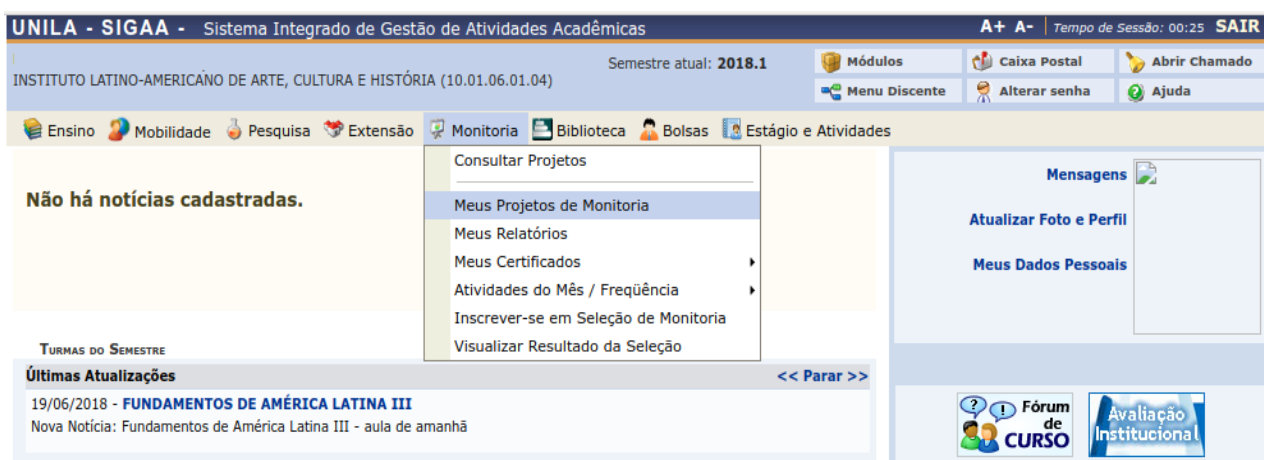 UNILA - SIGAA - Sistema Integrado de Gestão de Atividades Acadêmicas
A+ A- | Tempo de Sessão: 00:25 SAIR
INSTITUTO LATINO-AMERICANO DE ARTE, CULTURA E HISTÓRIA (10.01.06.01.04)
Semestre atual: 2018.1
Módulos
Caixa Postal
Abrir Chamado
Menu Discente
Alterar senha
Ajuda
Ensino Mobilidade Pesquisa Extensão Monitoria Biblioteca Bolsas Estágio e Atividades
Consultar Projetos
Meus Projetos de Monitoria
Meus Relatórios
Meus Certificados
Atividades do Mês / Freqüência
Inscrever-se em Seleção de Monitoria
Visualizar Resultado da Seleção
Não há notícias cadastradas.
Mensagens
Atualizar Foto e Perfil
Meus Dados Pessoais
Turmas do Semestre
Últimas Atualizações
<< Parar >>
19/06/2018 - FUNDAMENTOS DE AMÉRICA LATINA III
Nova Notícia: Fundamentos de América Latina III - aula de amanhã
Fórum
de
CURSO
Avaliação
Institucional